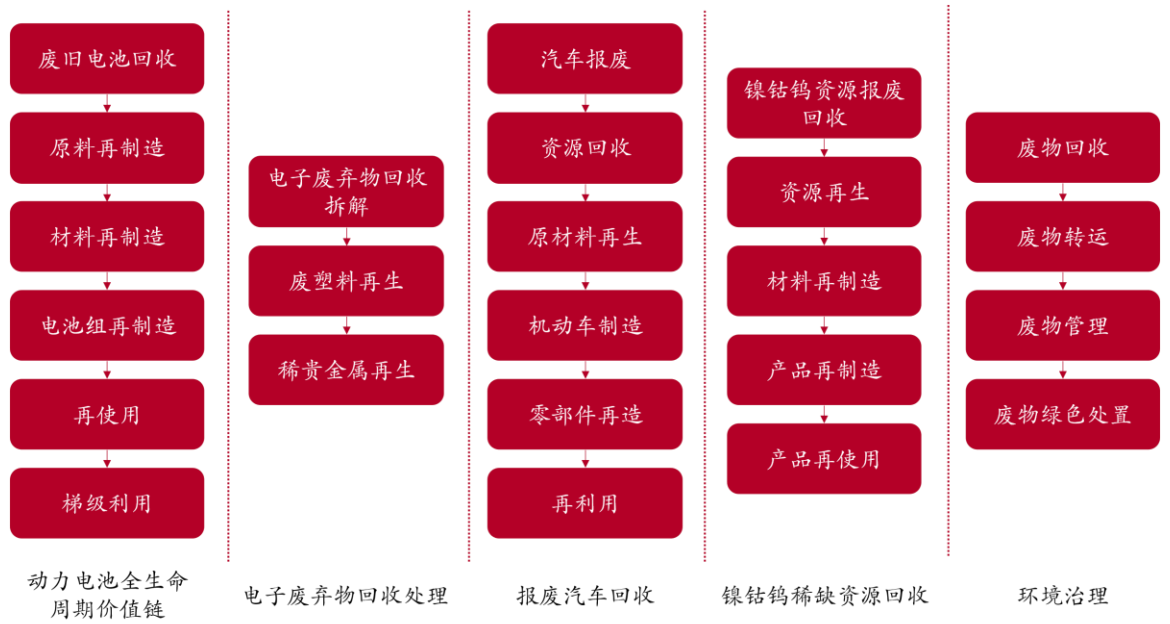 废旧电池回收
原料再制造
材料再制造
电池组再制造
再使用
梯级利用
动力电池全生命
周期价值链
电子废弃物回收
拆解
废塑料再生
稀贵金属再生
电子废弃物回收处理
汽车报废
资源回收
原材料再生
机动车制造
零部件再造
再利用
报废汽车回收
镍钴钨资源报废
回收
资源再生
材料再制造
产品再制造
产品再使用
镍钴钨稀缺资源回收
废物回收
废物转运
废物管理
废物绿色处置
环境治理